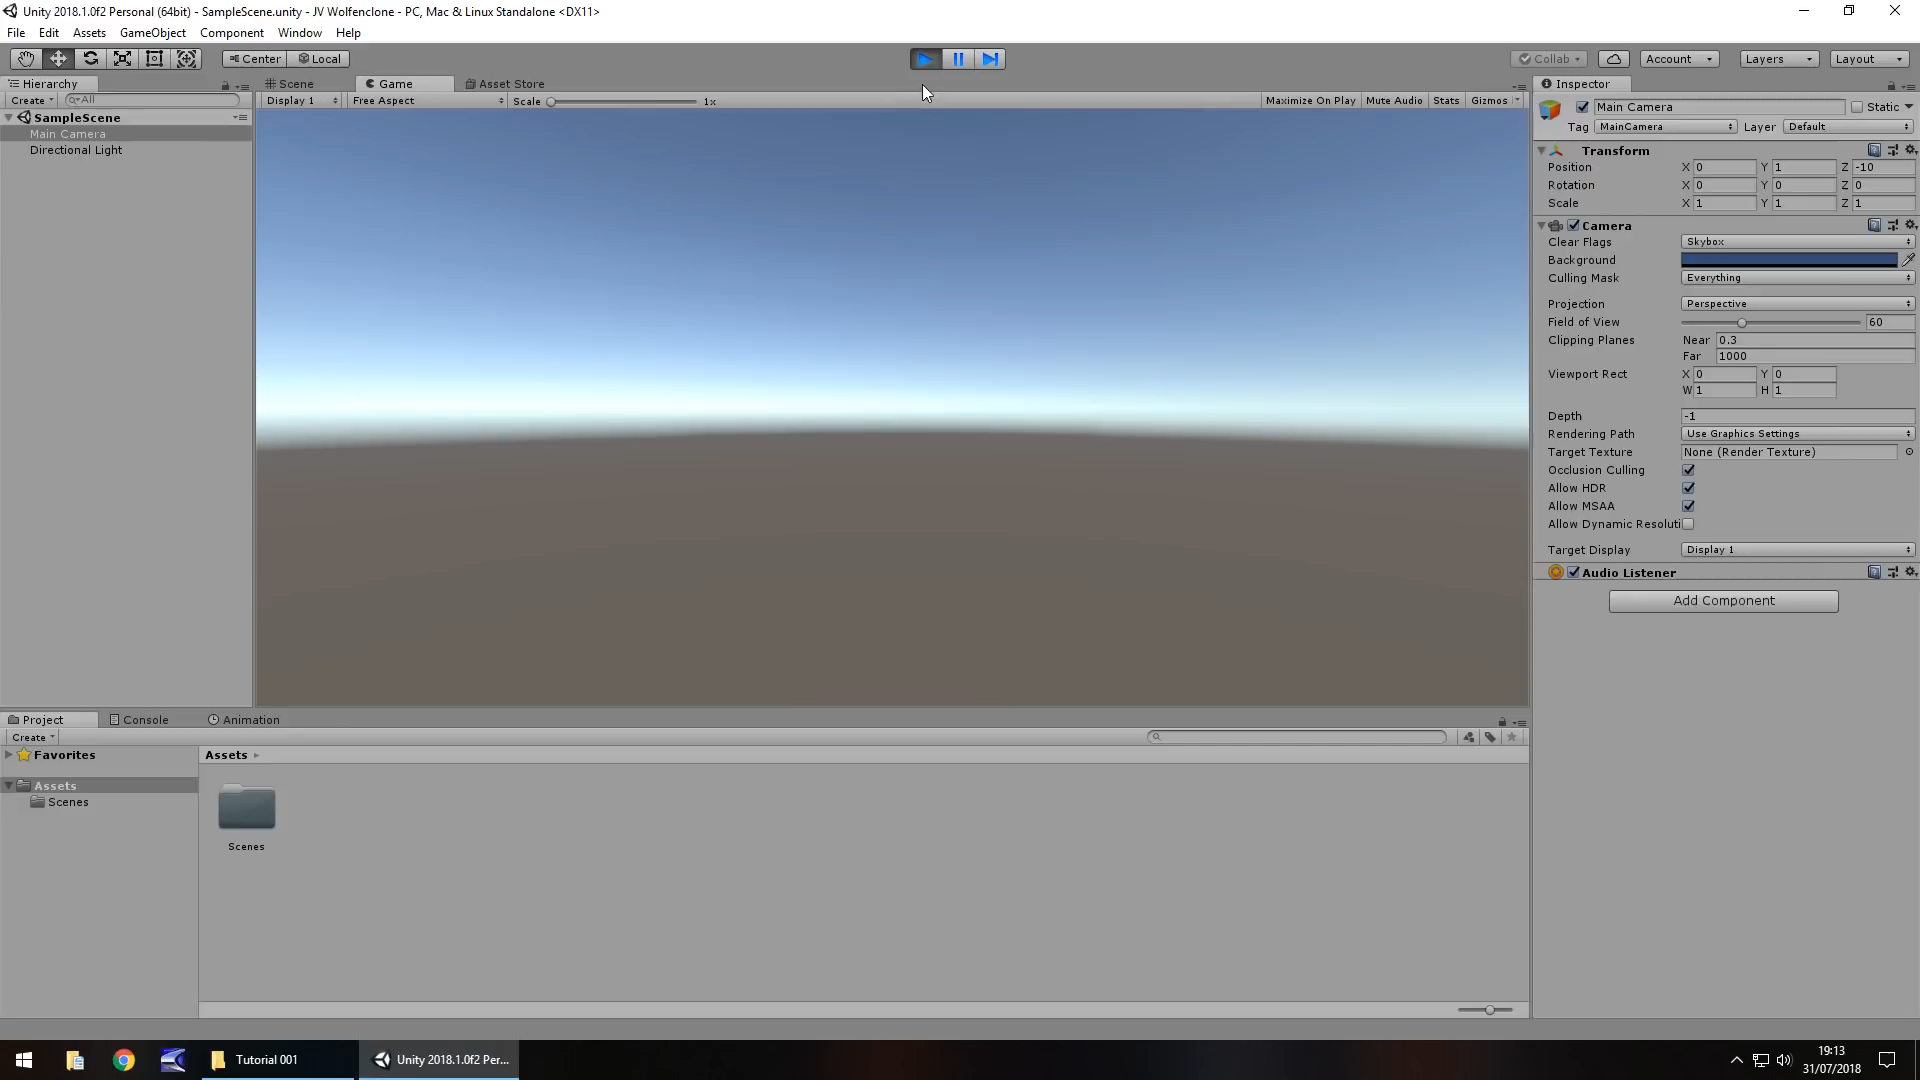 Unity 2018.1.0f2 Personal (64bit) - SampleScene.unity - JV Wolfenclone - PC, Mac & Linux Standalone <DX11>
File Edit Assets GameObject Component Window Help
Center Local Collab Account Layers Layout
Hierarchy Scene Game Asset Store Inspector
Create All Display 1 Free Aspect Scale 1x Maximize On Play Mute Audio Stats Gizmos
SampleScene
Main Camera
Directional Light
Main Camera Static
Tag MainCamera Layer Default
Transform
Position X 0 Y 1 Z -10
Rotation X 0 Y 0 Z 0
Scale X 1 Y 1 Z 1
Camera
Clear Flags Skybox
Background
Culling Mask Everything
Projection Perspective
Field of View 60
Clipping Planes Near 0.3
Far 1000
Viewport Rect X 0 Y 0
W 1 H 1
Depth -1
Rendering Path Use Graphics Settings
Target Texture None (Render Texture)
Occlusion Culling
Allow HDR
Allow MSAA
Allow Dynamic Resoluti
Target Display Display 1
Audio Listener
Add Component
Project Console Animation
Create
Favorites
Assets
Scenes
Assets
Scenes
Tutorial 001 Unity 2018.1.0f2 Per... 19:13
31/07/2018